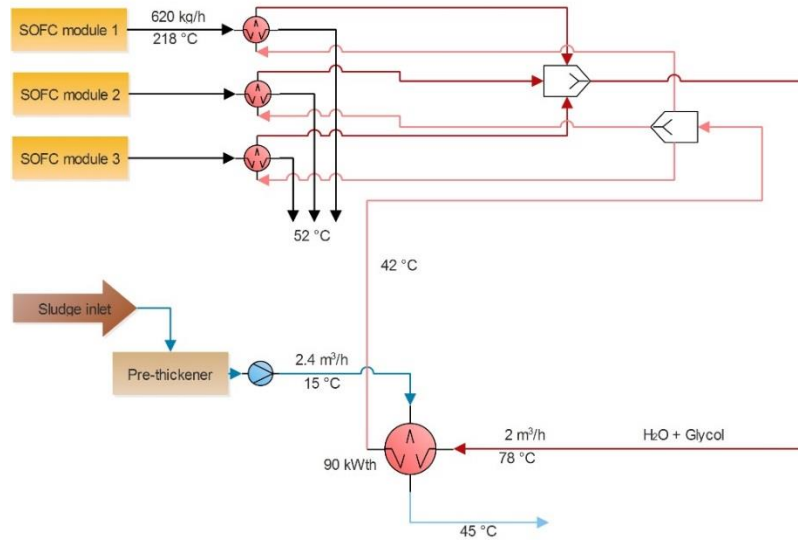 SOFC module 1
620 kg/h
218 °C
SOFC module 2
SOFC module 3
52 °C
42 °C
Sludge inlet
Pre-thickener
2.4 m³/h
15 °C
90 kWth
2 m³/h
78 °C
H₂O + Glycol
45 °C